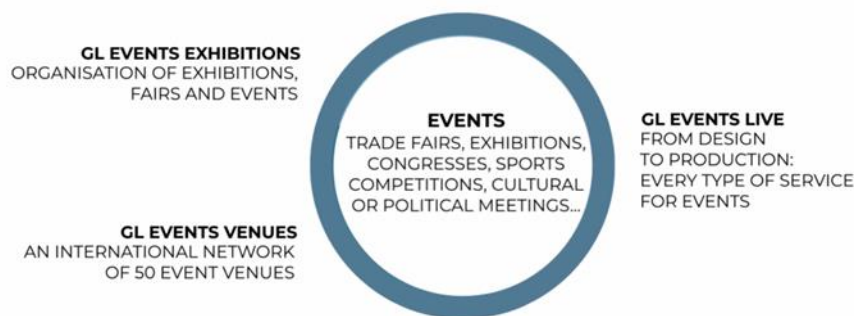 GL EVENTS EXHIBITIONS
ORGANISATION OF EXHIBITIONS,
FAIRS AND EVENTS
GL EVENTS VENUES
AN INTERNATIONAL NETWORK
OF 50 EVENT VENUES
EVENTS
TRADE FAIRS, EXHIBITIONS,
CONGRESSES, SPORTS
COMPETITIONS, CULTURAL
OR POLITICAL MEETINGS...
GL EVENTS LIVE
FROM DESIGN
TO PRODUCTION:
EVERY TYPE OF SERVICE
FOR EVENTS